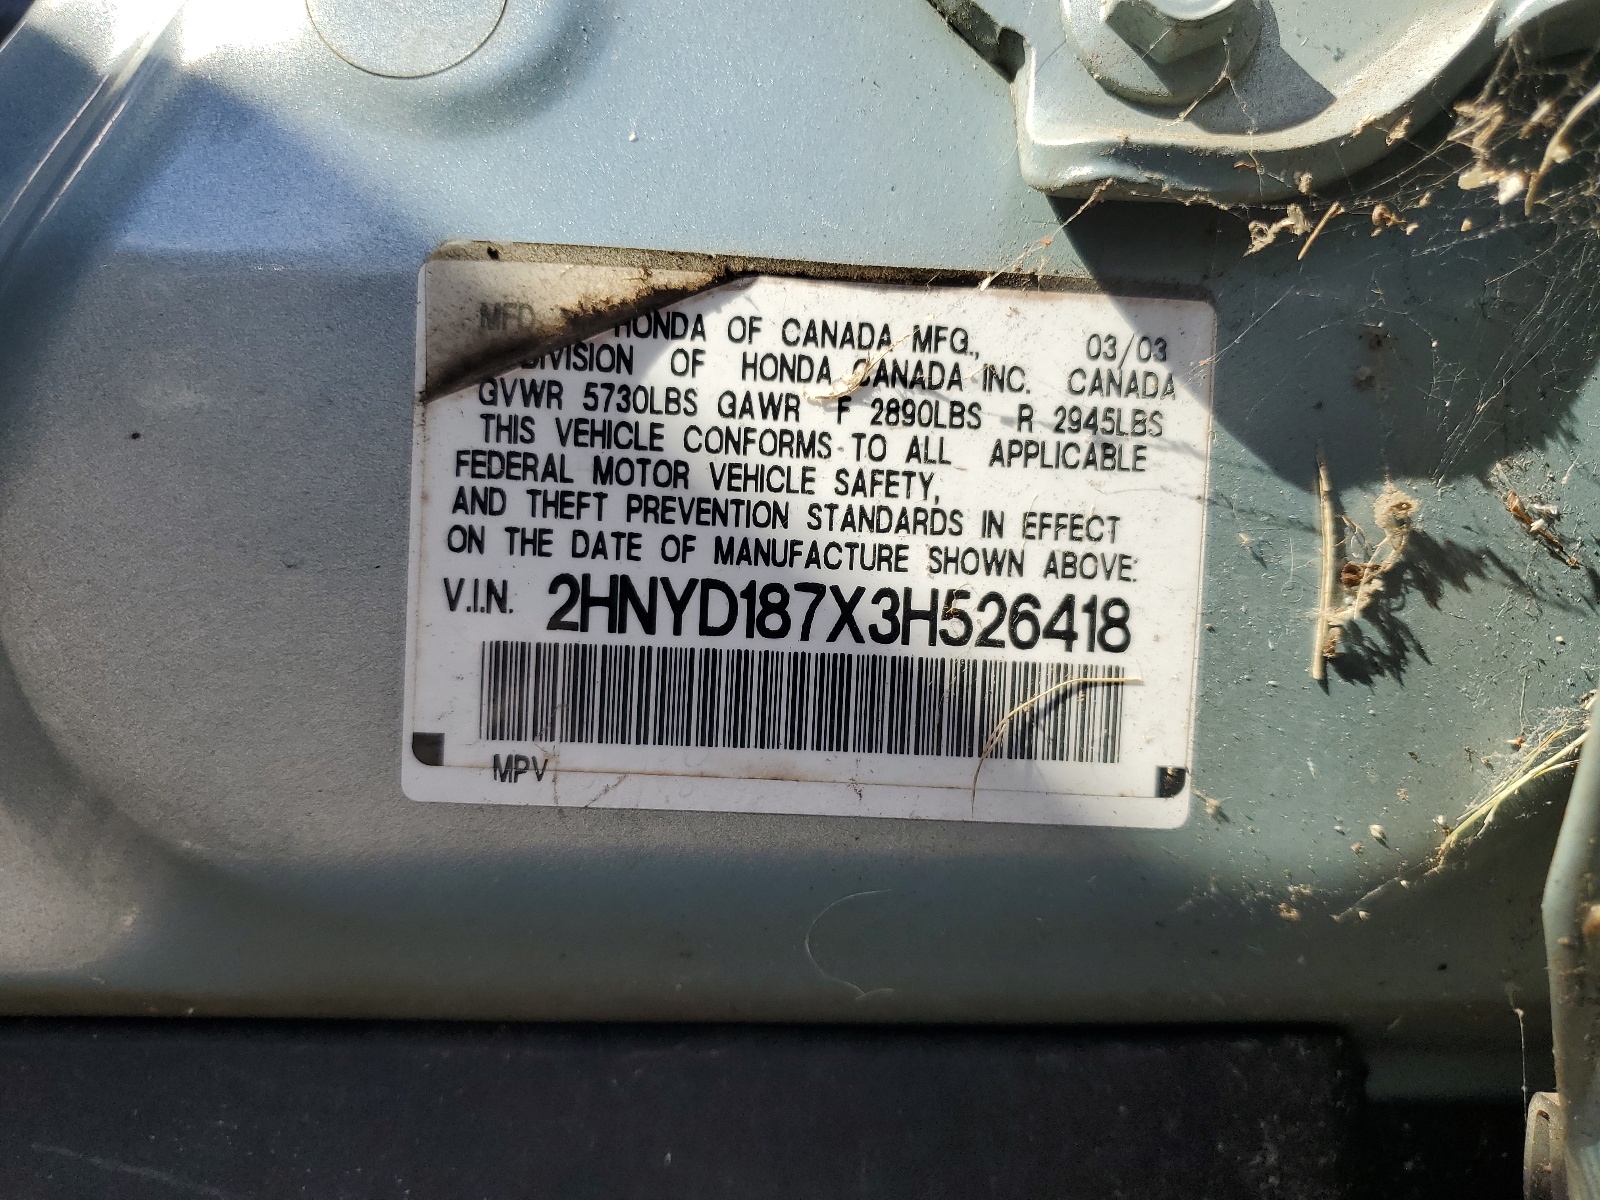 MFD. HONDA OF CANADA MFG., 03/03
DIVISION OF HONDA CANADA INC. CANADA
GVWR 5730LBS GAWR F 2890LBS R 2945LBS
THIS VEHICLE CONFORMS TO ALL APPLICABLE
FEDERAL MOTOR VEHICLE SAFETY,
AND THEFT PREVENTION STANDARDS IN EFFECT
ON THE DATE OF MANUFACTURE SHOWN ABOVE:
V.I.N. 2HNYD187X3H526418
MPV